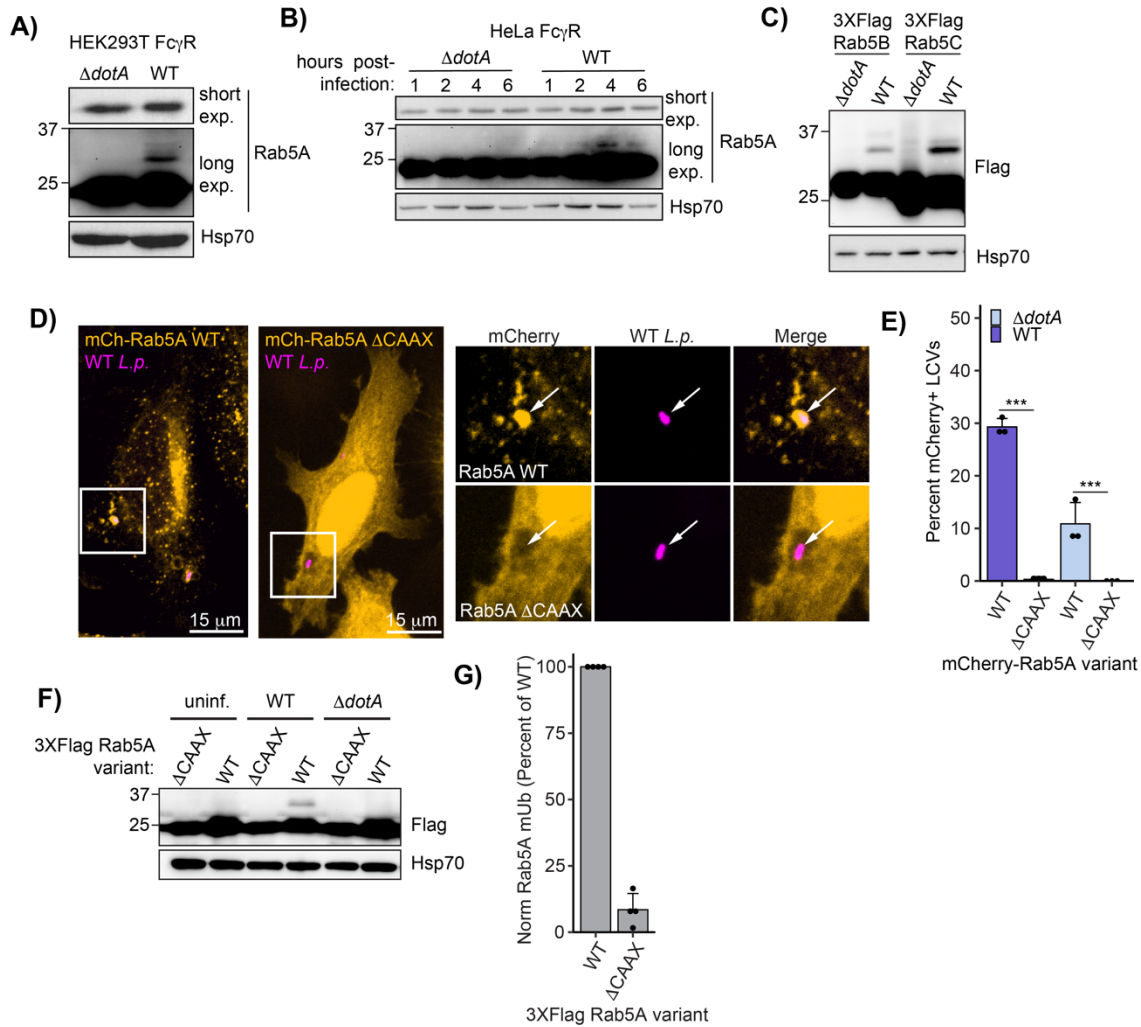 A)
HEK293T FcγR
ΔdotA WT
short
exp.
37
25
long
exp.
Rab5A
Hsp70
B)
HeLa FcγR
hours post-
infection:
ΔdotA WT
1 2 4 6 1 2 4 6
short
exp.
37
25
long
exp.
Rab5A
Hsp70
C)
3XFlag 3XFlag
Rab5B Rab5C
ΔdotA WT ΔdotA WT
37
25
Flag
Hsp70
D)
mCh-Rab5A WT
WT L.p.
15 µm
mCh-Rab5A ΔCAAX
WT L.p.
15 µm
mCherry WT L.p. Merge
Rab5A WT
Rab5A ΔCAAX
E)
ΔdotA
WT
Percent mCherry+ LCVs
50
40
30
20
10
0
***
***
WT ΔCAAX WT ΔCAAX
mCherry-Rab5A variant
F)
uninf. WT ΔdotA
3XFlag Rab5A
variant:
ΔCAAX WT ΔCAAX WT ΔCAAX WT
37
25
Flag
Hsp70
G)
Norm Rab5A mUb (Percent of WT)
100
75
50
25
0
WT ΔCAAX
3XFlag Rab5A variant